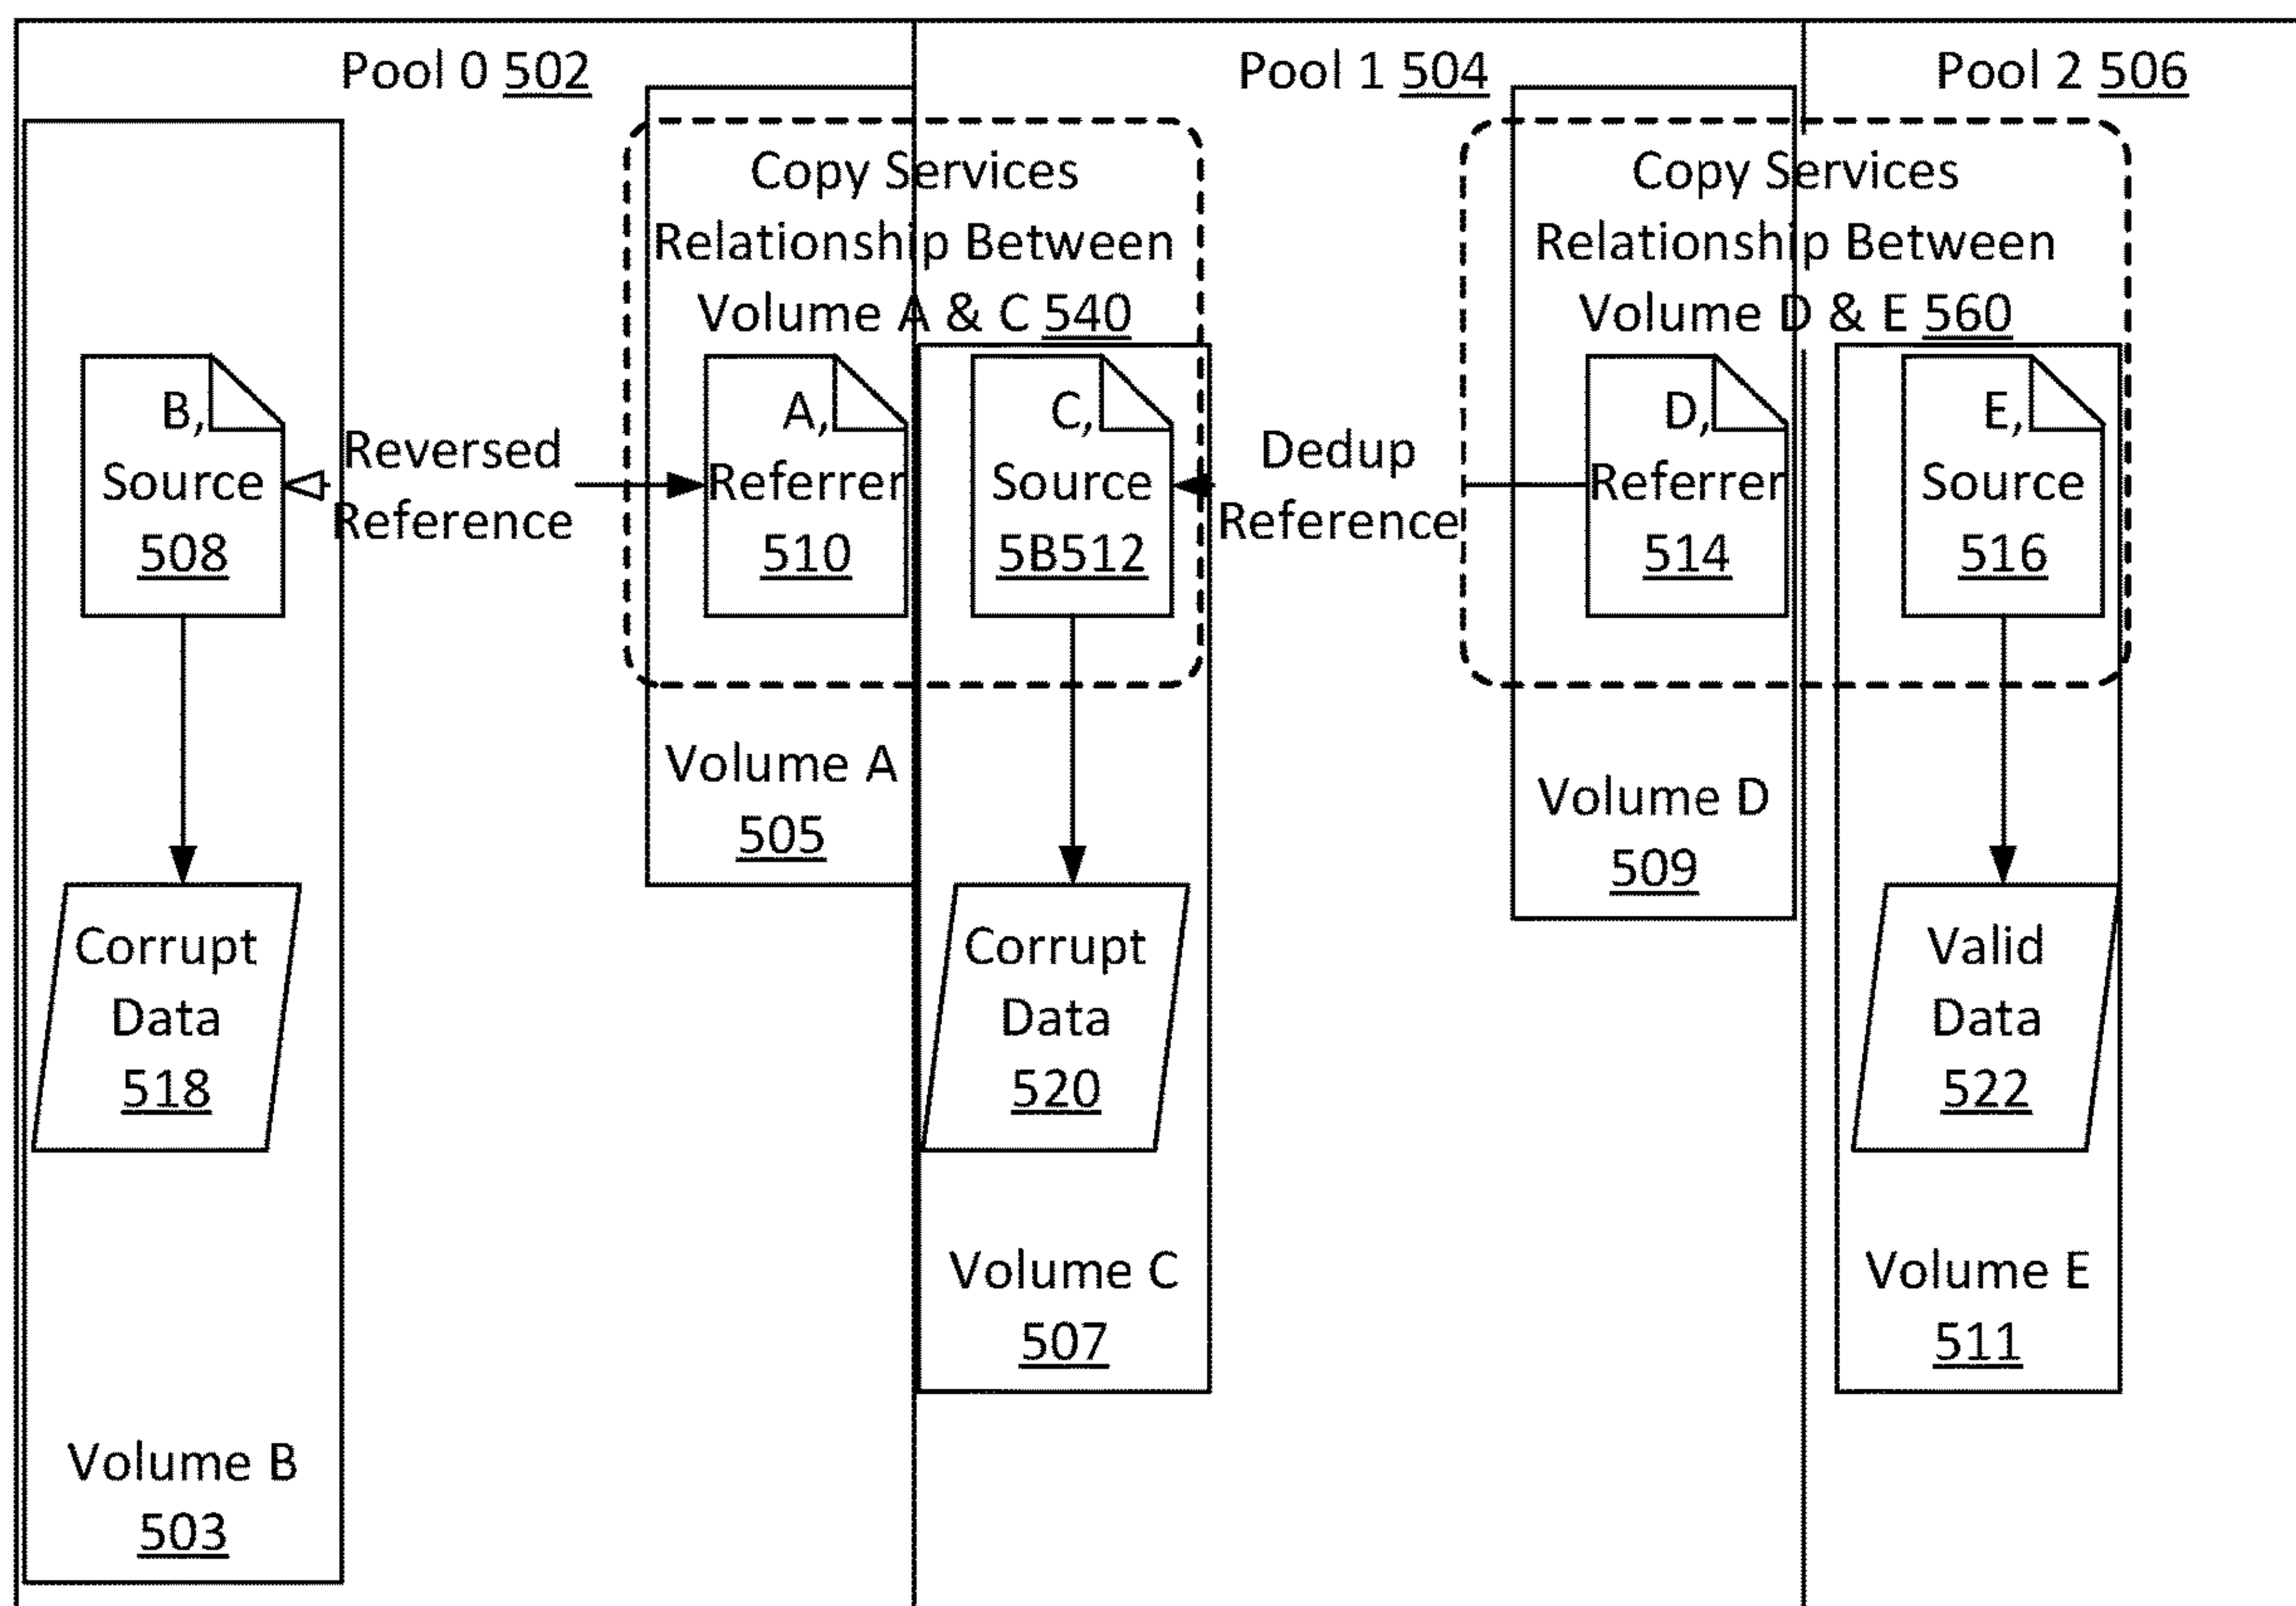 Pool 0 502
Pool 1 504
Pool 2 506
Copy Services
Relationship Between
Volume A & C 540
Copy Services
Relationship Between
Volume D & E 560
B,
Source
508
Reversed
Reference
A,
Referrer
510
C,
Source
5B512
Dedup
Reference
D,
Referrer
514
E,
Source
516
Volume A
505
Volume D
509
Corrupt
Data
518
Corrupt
Data
520
Valid
Data
522
Volume C
507
Volume E
511
Volume B
503